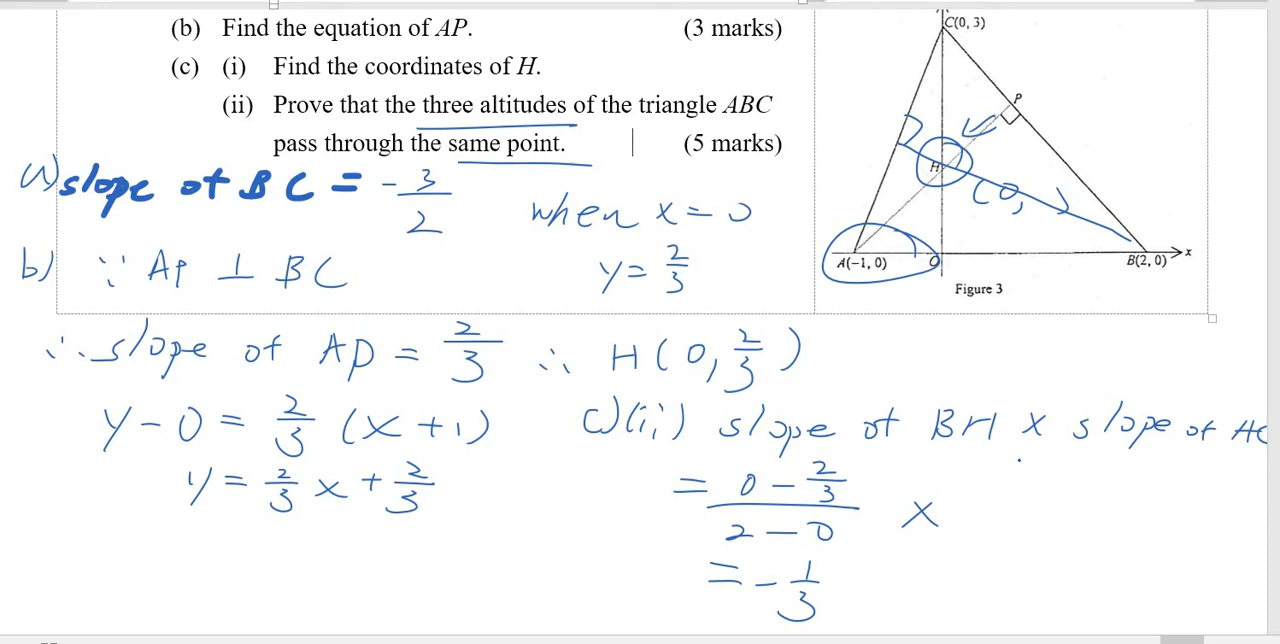 (b) Find the equation of AP. (3 marks)
(c) (i) Find the coordinates of H.
(ii) Prove that the three altitudes of the triangle ABC
pass through the same point. (5 marks)
C(0, 3)
P
H
(0, )
A(−1, 0)
O
B(2, 0)
x
Figure 3
a) slope of BC = -3/2
b) ∵ AP ⊥ BC
∴ slope of AP = 2/3
y - 0 = 2/3 (x + 1)
y = 2/3 x + 2/3
when x = 0
y = 2/3
∴ H(0, 2/3)
c)(ii) slope of BH × slope of AC
= (0 - 2/3)/(2 - 0) ×
= -1/3